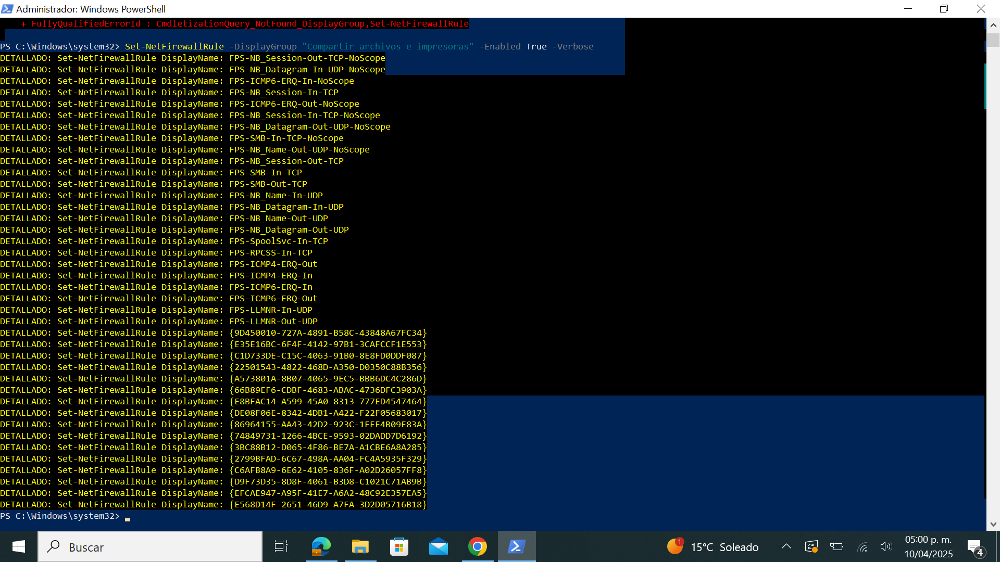 Administrador: Windows PowerShell
+ FullyQualifiedErrorId : CmdletizationQuery_NotFound_DisplayGroup,Set-NetFirewallRule
PS C:\Windows\system32> Set-NetFirewallRule -DisplayGroup "Compartir archivos e impresoras" -Enabled True -Verbose
DETALLADO: Set-NetFirewallRule DisplayName: FPS-NB_Session-Out-TCP-NoScope
DETALLADO: Set-NetFirewallRule DisplayName: FPS-NB_Datagram-In-UDP-NoScope
DETALLADO: Set-NetFirewallRule DisplayName: FPS-ICMP6-ERQ-In-NoScope
DETALLADO: Set-NetFirewallRule DisplayName: FPS-NB_Session-In-TCP
DETALLADO: Set-NetFirewallRule DisplayName: FPS-ICMP6-ERQ-Out-NoScope
DETALLADO: Set-NetFirewallRule DisplayName: FPS-NB_Session-In-TCP-NoScope
DETALLADO: Set-NetFirewallRule DisplayName: FPS-NB_Datagram-Out-UDP-NoScope
DETALLADO: Set-NetFirewallRule DisplayName: FPS-SMB-In-TCP-NoScope
DETALLADO: Set-NetFirewallRule DisplayName: FPS-NB_Name-Out-UDP-NoScope
DETALLADO: Set-NetFirewallRule DisplayName: FPS-NB_Session-Out-TCP
DETALLADO: Set-NetFirewallRule DisplayName: FPS-SMB-In-TCP
DETALLADO: Set-NetFirewallRule DisplayName: FPS-SMB-Out-TCP
DETALLADO: Set-NetFirewallRule DisplayName: FPS-NB_Name-In-UDP
DETALLADO: Set-NetFirewallRule DisplayName: FPS-NB_Datagram-In-UDP
DETALLADO: Set-NetFirewallRule DisplayName: FPS-NB_Name-Out-UDP
DETALLADO: Set-NetFirewallRule DisplayName: FPS-NB_Datagram-Out-UDP
DETALLADO: Set-NetFirewallRule DisplayName: FPS-SpoolSvc-In-TCP
DETALLADO: Set-NetFirewallRule DisplayName: FPS-RPCSS-In-TCP
DETALLADO: Set-NetFirewallRule DisplayName: FPS-ICMP4-ERQ-Out
DETALLADO: Set-NetFirewallRule DisplayName: FPS-ICMP4-ERQ-In
DETALLADO: Set-NetFirewallRule DisplayName: FPS-ICMP6-ERQ-In
DETALLADO: Set-NetFirewallRule DisplayName: FPS-ICMP6-ERQ-Out
DETALLADO: Set-NetFirewallRule DisplayName: FPS-LLMNR-In-UDP
DETALLADO: Set-NetFirewallRule DisplayName: FPS-LLMNR-Out-UDP
DETALLADO: Set-NetFirewallRule DisplayName: {9D450010-727A-4891-B58C-43848A67FC34}
DETALLADO: Set-NetFirewallRule DisplayName: {E35E16BC-6F4F-4142-97B1-3CAFCCF1E553}
DETALLADO: Set-NetFirewallRule DisplayName: {C1D733DE-C15C-4063-91B0-8E8FD0DDF087}
DETALLADO: Set-NetFirewallRule DisplayName: {22501543-4822-468D-A350-D0350C88B356}
DETALLADO: Set-NetFirewallRule DisplayName: {A573801A-8B07-4065-9EC5-BBB6DC4C286D}
DETALLADO: Set-NetFirewallRule DisplayName: {66B89EF6-CDBF-4683-ABAC-4736DFC3903A}
DETALLADO: Set-NetFirewallRule DisplayName: {E8BFAC14-A599-45A0-8313-777ED4547464}
DETALLADO: Set-NetFirewallRule DisplayName: {DE08F06E-8342-4DB1-A422-F22F05683017}
DETALLADO: Set-NetFirewallRule DisplayName: {86964155-AA43-42D2-923C-1FEE4B09E83A}
DETALLADO: Set-NetFirewallRule DisplayName: {74849731-1266-4BCE-9593-02DADD7D6192}
DETALLADO: Set-NetFirewallRule DisplayName: {3BC88B12-D065-4F86-BE7A-A1CBE6A8A285}
DETALLADO: Set-NetFirewallRule DisplayName: {2799BFAD-6C67-498A-AA04-FC4A5935F329}
DETALLADO: Set-NetFirewallRule DisplayName: {C6AFB8A9-6E62-4105-836F-A02D26057FF8}
DETALLADO: Set-NetFirewallRule DisplayName: {D9F73D35-8D8F-4061-B3D8-C1021C71AB9B}
DETALLADO: Set-NetFirewallRule DisplayName: {EFCAE947-A95F-41E7-A6A2-48C92E357EA5}
DETALLADO: Set-NetFirewallRule DisplayName: {E568D14F-2651-46D9-A7FA-3D2D05716B18}
PS C:\Windows\system32>
Buscar
1
15°C Soleado
05:00 p. m.
10/04/2025
4